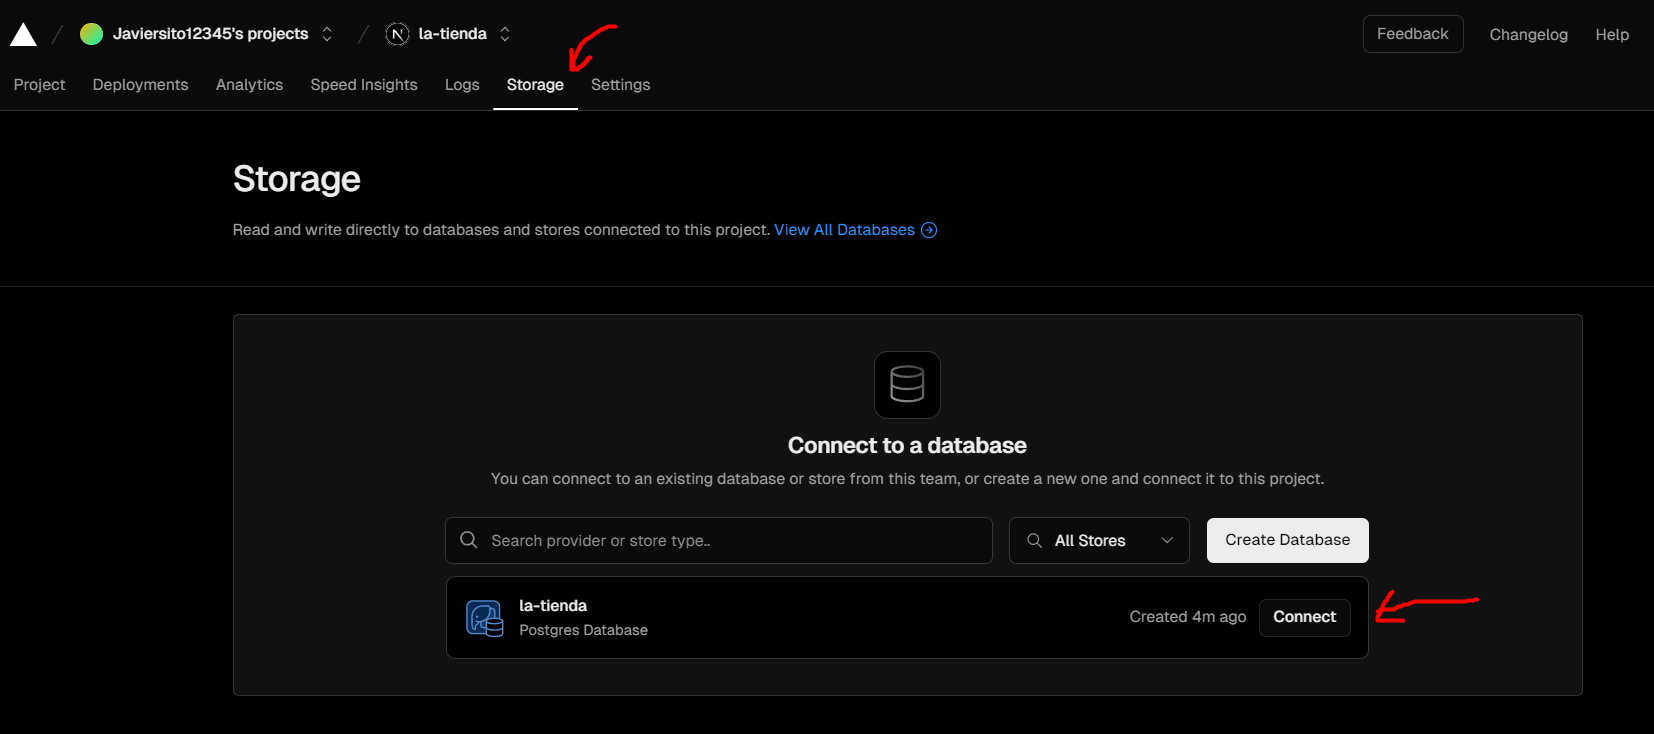 Javiersito12345's projects
la-tienda
Feedback
Changelog
Help
Project
Deployments
Analytics
Speed Insights
Logs
Storage
Settings
Storage
Read and write directly to databases and stores connected to this project. View All Databases
Connect to a database
You can connect to an existing database or store from this team, or create a new one and connect it to this project.
Search provider or store type..
All Stores
Create Database
la-tienda
Postgres Database
Created 4m ago
Connect